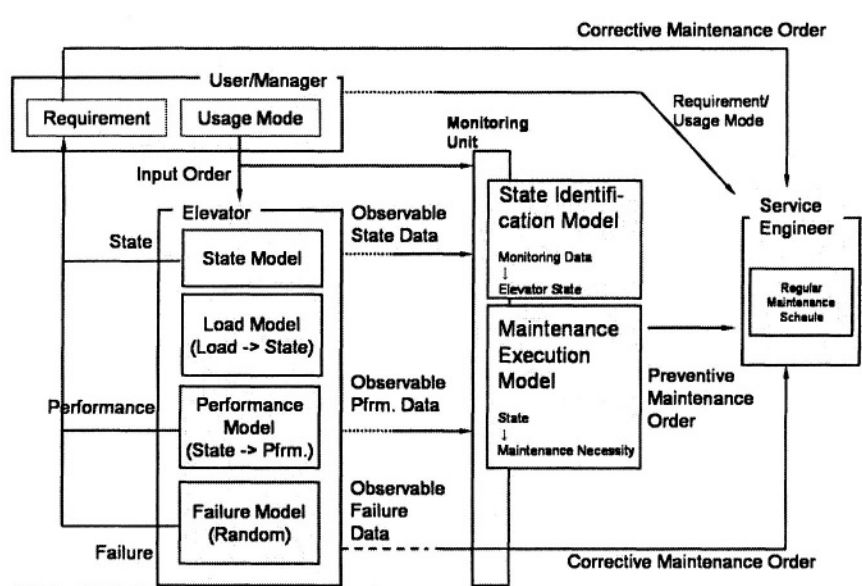 Corrective Maintenance Order
User/Manager
Requirement
Usage Mode
Requirement/
Usage Mode
Monitoring
Unit
Input Order
Elevator
Observable
State Data
State Identifi-
cation Model
Monitoring Data
↓
Elevator State
Service
Engineer
Regular
Maintenance
Scheule
State
State Model
Load Model
(Load -> State)
Maintenance
Execution
Model
State
↓
Maintenance Necessity
Preventive
Maintenance
Order
Performance
Performance
Model
(State -> Pfrm.)
Observable
Pfrm. Data
Failure Model
(Random)
Failure
Observable
Failure
Data
Corrective Maintenance Order